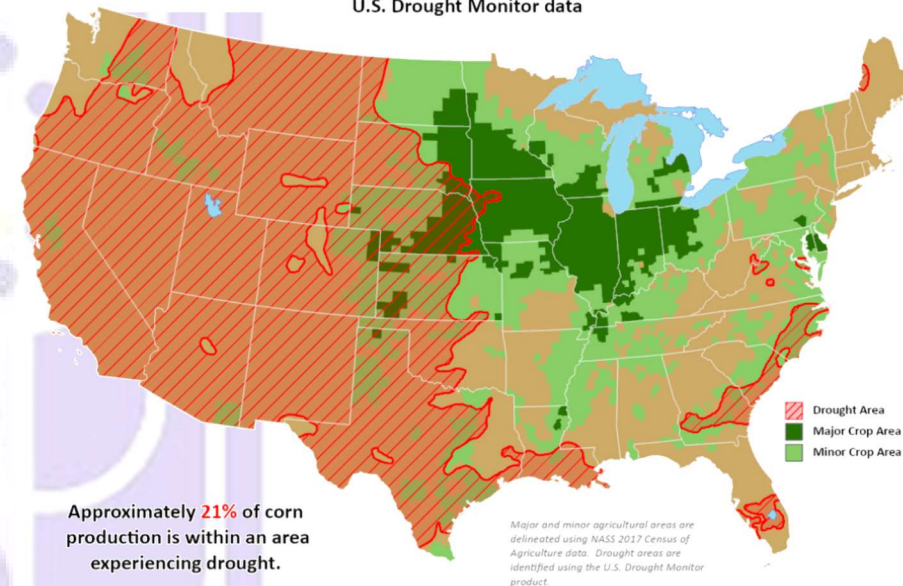 U.S. Drought Monitor data
Drought Area
Major Crop Area
Minor Crop Area
Approximately 21% of corn
production is within an area
experiencing drought.
Major and minor agricultural areas are
delineated using NASS 2017 Census of
Agriculture data. Drought areas are
identified using the U.S. Drought Monitor
product.